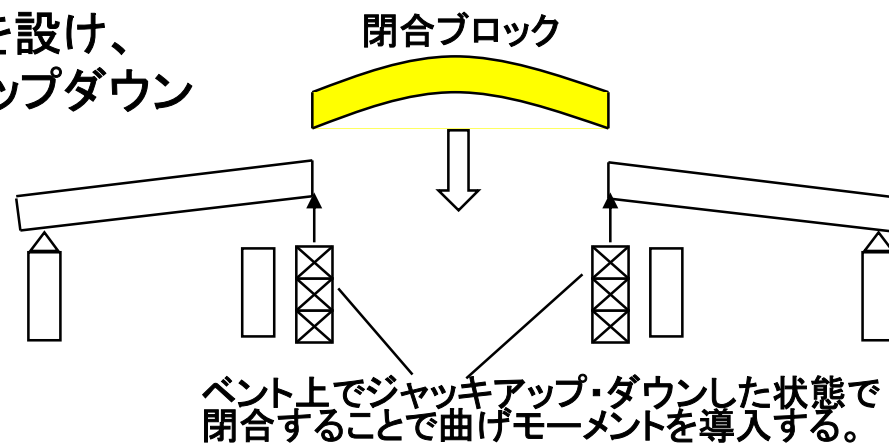 を設け、
ップダウン
閉合ブロック
ベント上でジャッキアップ・ダウンした状態で
閉合することで曲げモーメントを導入する。